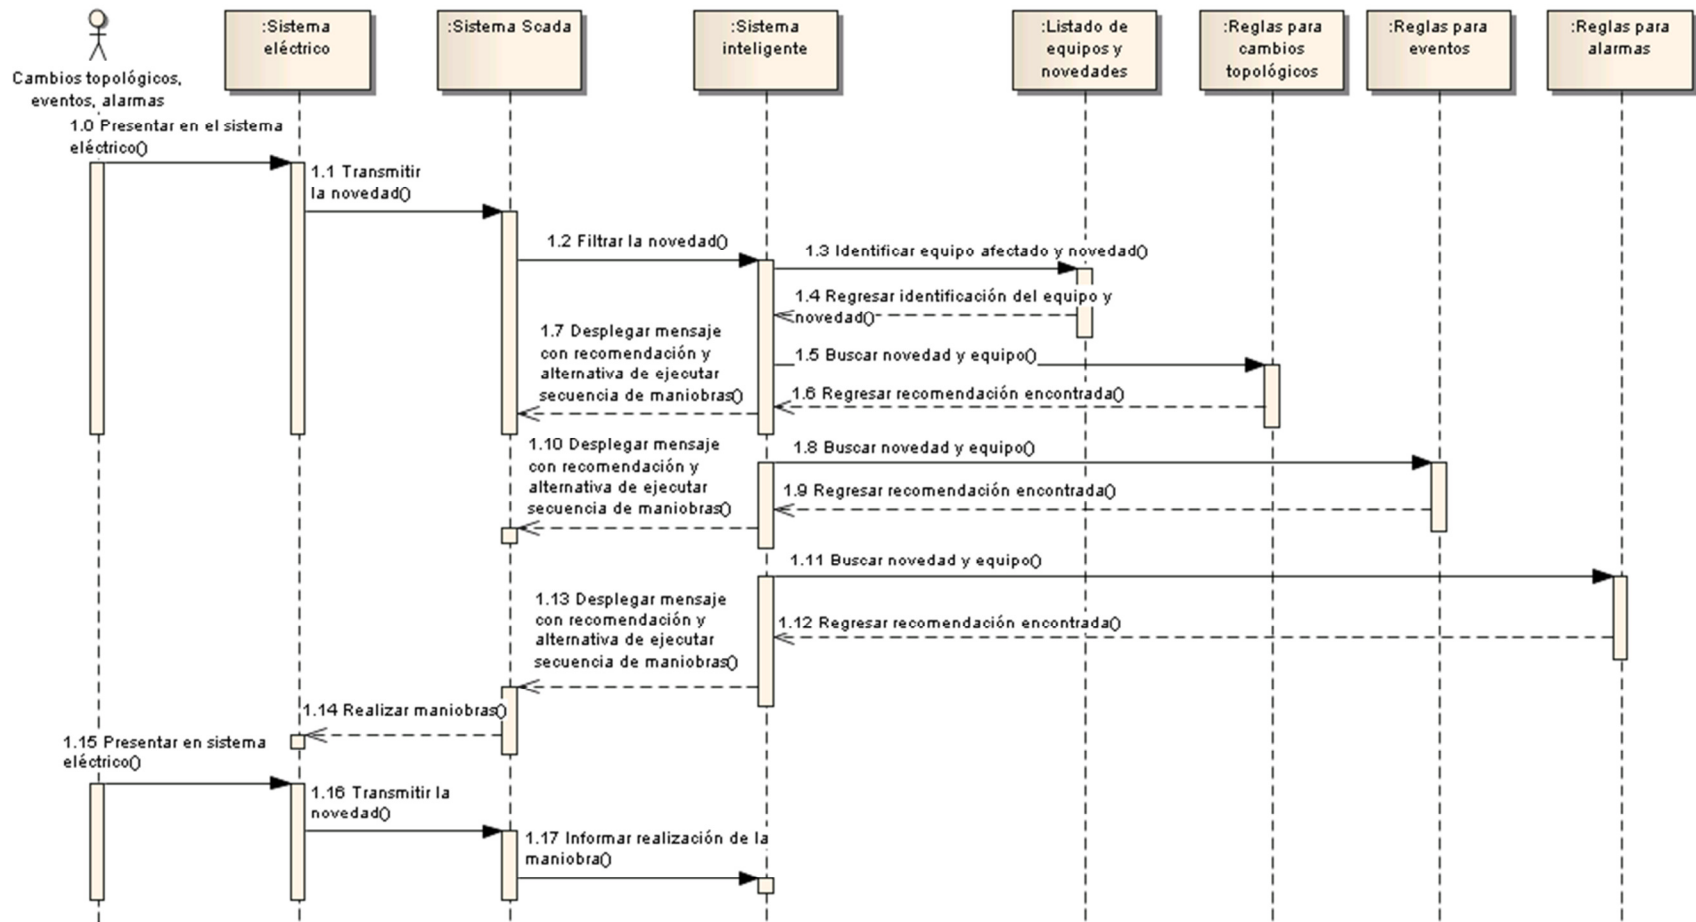 :Sistema
eléctrico
:Sistema Scada
:Sistema
inteligente
:Listado de
equipos y
novedades
:Reglas para
cambios
topológicos
:Reglas para
eventos
:Reglas para
alarmas
Cambios topológicos,
eventos, alarmas
1.0 Presentar en el sistema
eléctrico()
1.1 Transmitir
la novedad()
1.2 Filtrar la novedad()
1.3 Identificar equipo afectado y novedad()
1.4 Regresar identificación del equipo y
novedad()
1.5 Buscar novedad y equipo()
1.6 Regresar recomendación encontrada()
1.7 Desplegar mensaje
con recomendación y
alternativa de ejecutar
secuencia de maniobras()
1.8 Buscar novedad y equipo()
1.9 Regresar recomendación encontrada()
1.10 Desplegar mensaje
con recomendación y
alternativa de ejecutar
secuencia de maniobras()
1.11 Buscar novedad y equipo()
1.12 Regresar recomendación encontrada()
1.13 Desplegar mensaje
con recomendación y
alternativa de ejecutar
secuencia de maniobras()
1.14 Realizar maniobras()
1.15 Presentar en sistema
eléctrico()
1.16 Transmitir la
novedad()
1.17 Informar realización de la
maniobra()